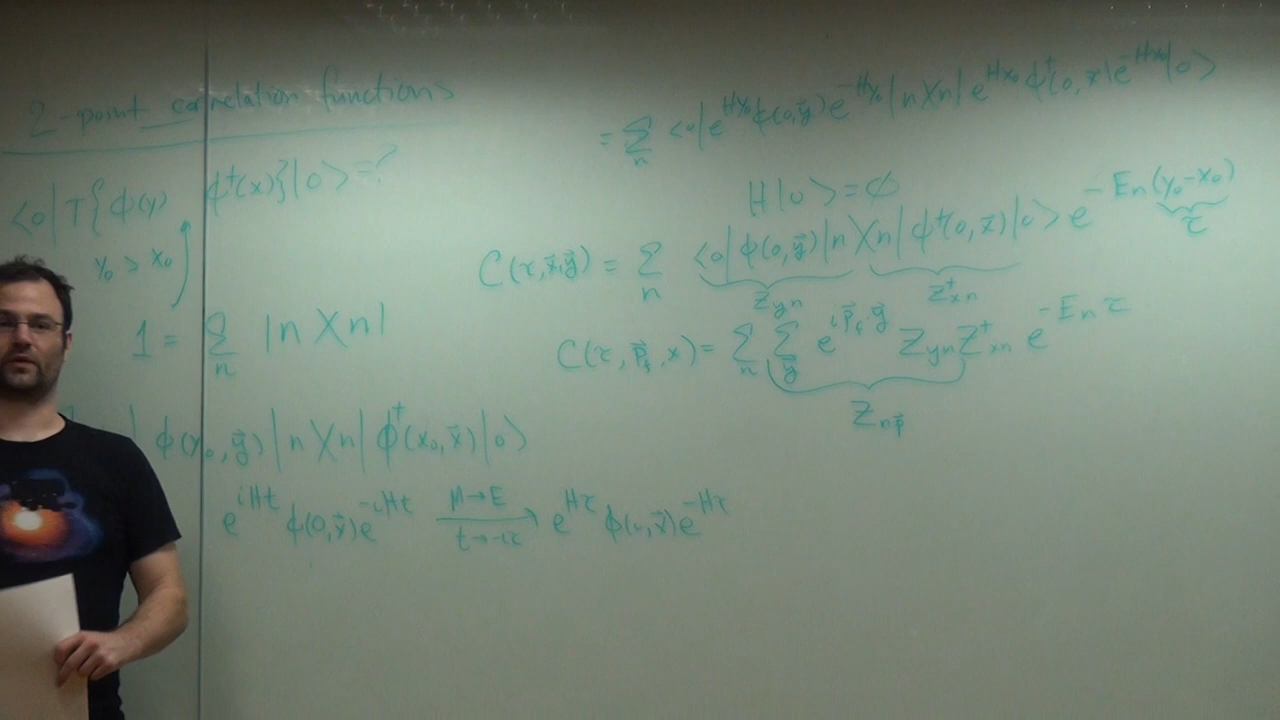 2-point correlation functions
<0|T{ϕ(y) ϕ†(x)}|0> =?
y₀ > x₀
1 = Σₙ |n><n|
| ϕ(y₀,y⃗)|n><n|ϕ†(x₀,x⃗)|0>
e^{iHt} ϕ(0,x⃗)e^{-iHt} M→E t→-iτ e^{Hτ} ϕ(0,x⃗)e^{-Hτ}
= Σₙ <0|e^{Hy₀}ϕ(0,y⃗)e^{-Hy₀}|n><n|e^{Hx₀}ϕ†(0,x⃗)e^{-Hx₀}|0>
H|0> = ϕ
C(τ,x⃗,y⃗) = Σₙ <0|ϕ(0,y⃗)|n><n|ϕ†(0,x⃗)|0> e^{-Eₙ(y₀-x₀)}
Z_{yn} Z†_{xn} τ
C(τ,p⃗_f,x) = Σₙ Σ_{y⃗} e^{ip⃗_f·y⃗} Z_{yn}Z†_{xn} e^{-Eₙτ}
Z_{np⃗}